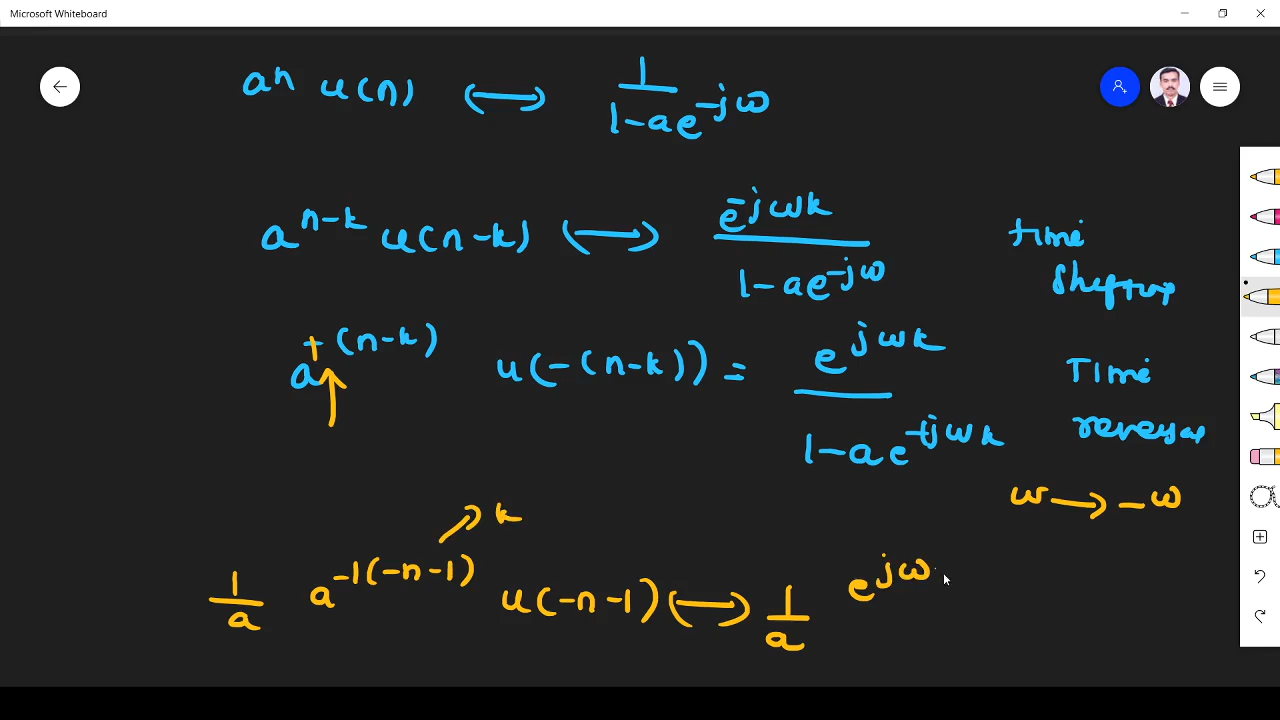 Microsoft Whiteboard
aⁿ u(n) ⟷ 1/(1-ae^(-jω))
a^(n-k) u(n-k) ⟷ e^(-jωk)/(1-ae^(-jω)) time
a^(+(n-k)) u(-(n-k)) = e^(jωk)/(1-ae^(+jωk)) Time
ω → -ω
k
1/a a^(-1(-n-1)) u(-n-1) ⟷ 1/a e^(jω